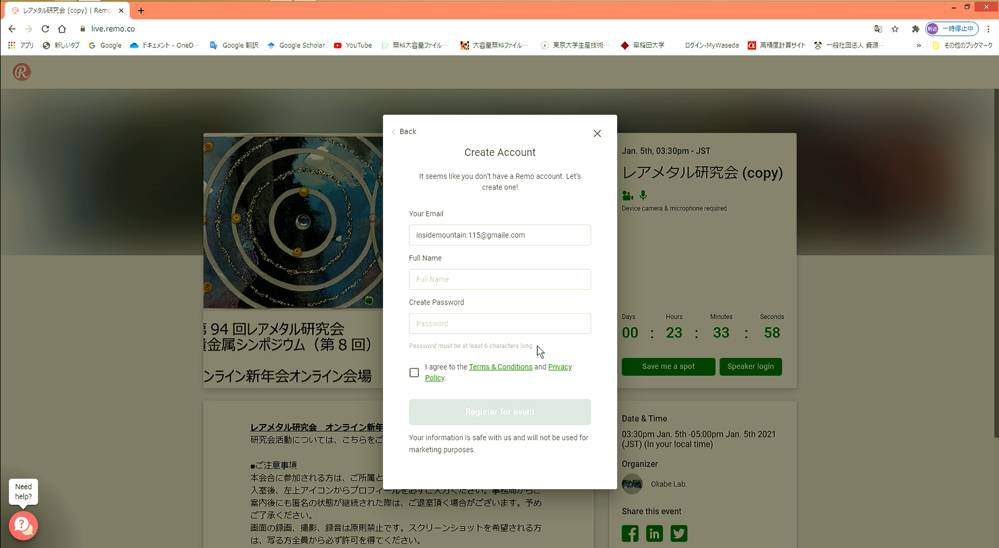 レアメタル研究会 (copy) | Remo
live.remo.co
則近
一時停止中
アプリ
新しいタブ
Google
ドキュメント - OneD…
Google 翻訳
Google Scholar
YouTube
無料大容量ファイル…
大容量無料ファイル…
東京大学生産技術…
早稲田大学
ログイン-MyWaseda
高精度計算サイト
一般社団法人 資源…
»
その他のブックマーク
Back
Create Account
It seems like you don't have a Remo account. Let's
create one!
Your Email
insidemountain.115@gmaile.com
Full Name
Full Name
Create Password
Password
Password must be at least 6 characters long
I agree to the Terms & Conditions and Privacy
Policy.
Register for event
Your information is safe with us and will not be used for
marketing purposes.
94 回レアメタル研究会
金属シンポジウム（第 8 回）
ンライン新年会オンライン会場
Jan. 5th, 03:30pm - JST
レアメタル研究会 (copy)
Device camera & microphone required
Days Hours Minutes Seconds
00 : 23 : 33 : 58
Save me a spot
Speaker login
レアメタル研究会　オンライン新年
研究会活動については、こちらをご
■ご注意事項
本会合に参加される方は、ご所属と
入室後、左上アイコンからプロフィールを必ずご入力ください。事務局からご
案内後にも匿名の状態が継続された際は、ご退室頂く場合がございます。予め
ご了承ください。
画面の録画、撮影、録音は原則禁止です。スクリーンショットを希望される方
は、写る方全員から必ず許可を得てください。
Date & Time
03:30pm Jan. 5th -05:00pm Jan. 5th 2021
(JST) (In your local time)
Organizer
Okabe Lab.
Share this event
Need
help?